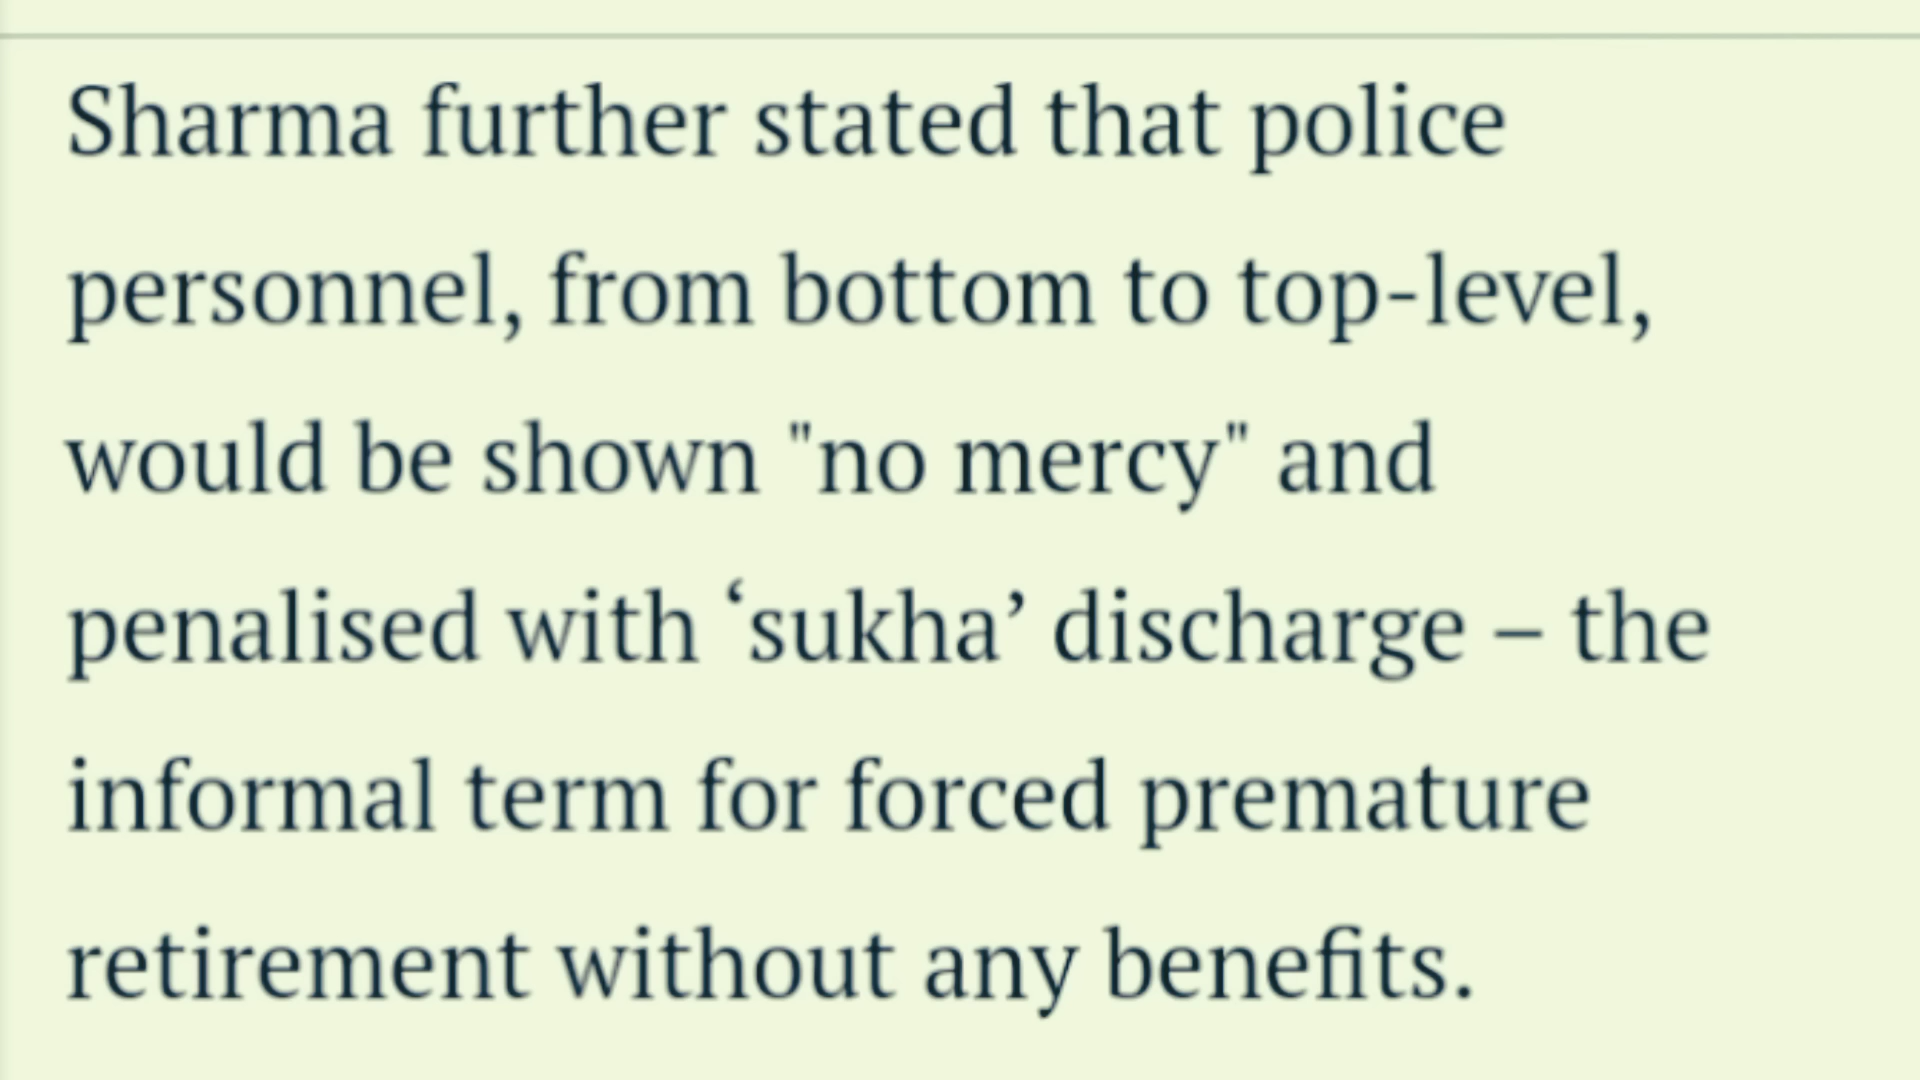 Sharma further stated that police
personnel, from bottom to top-level,
would be shown "no mercy" and
penalised with ‘sukha’ discharge – the
informal term for forced premature
retirement without any benefits.